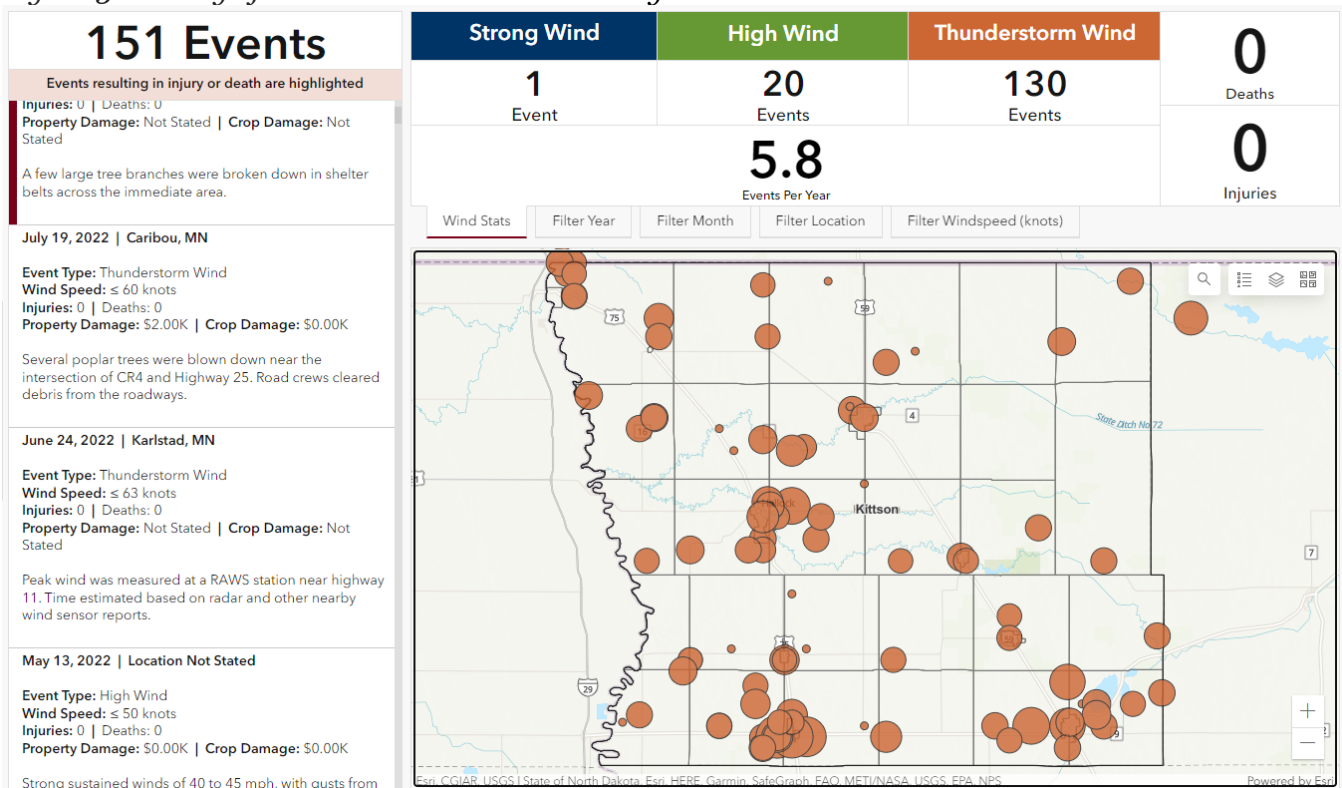 151 Events
Events resulting in injury or death are highlighted
Injuries: 0 | Deaths: 0
Property Damage: Not Stated | Crop Damage: Not
Stated
A few large tree branches were broken down in shelter
belts across the immediate area.
July 19, 2022 | Caribou, MN
Event Type: Thunderstorm Wind
Wind Speed: ≤ 60 knots
Injuries: 0 | Deaths: 0
Property Damage: $2.00K | Crop Damage: $0.00K
Several poplar trees were blown down near the
intersection of CR4 and Highway 25. Road crews cleared
debris from the roadways.
June 24, 2022 | Karlstad, MN
Event Type: Thunderstorm Wind
Wind Speed: ≤ 63 knots
Injuries: 0 | Deaths: 0
Property Damage: Not Stated | Crop Damage: Not
Stated
Peak wind was measured at a RAWS station near highway
11. Time estimated based on radar and other nearby
wind sensor reports.
May 13, 2022 | Location Not Stated
Event Type: High Wind
Wind Speed: ≤ 50 knots
Injuries: 0 | Deaths: 0
Property Damage: $0.00K | Crop Damage: $0.00K
Strong sustained winds of 40 to 45 mph, with gusts from
Strong Wind
1
Event
High Wind
20
Events
Thunderstorm Wind
130
Events
0
Deaths
5.8
Events Per Year
0
Injuries
Wind Stats
Filter Year
Filter Month
Filter Location
Filter Windspeed (knots)
75
59
4
State Ditch No 72
Kittson
7
29
9
Esri, CGIAR, USGS | State of North Dakota, Esri, HERE, Garmin, SafeGraph, FAO, METI/NASA, USGS, EPA, NPS
Powered by Esri